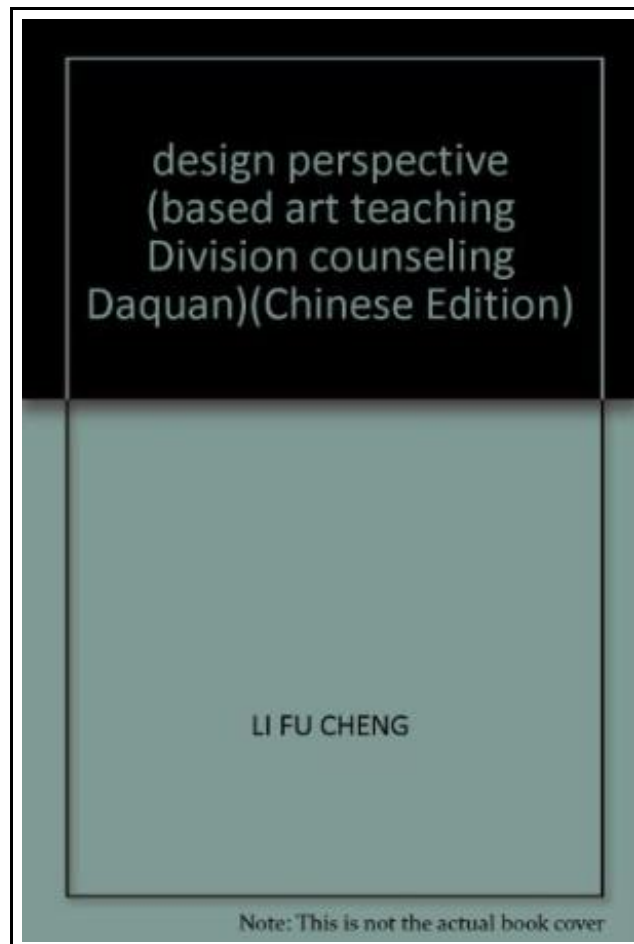 design perspective
(based art teaching
Division counseling
Daquan)(Chinese Edition)
LI FU CHENG
Note: This is not the actual book cover